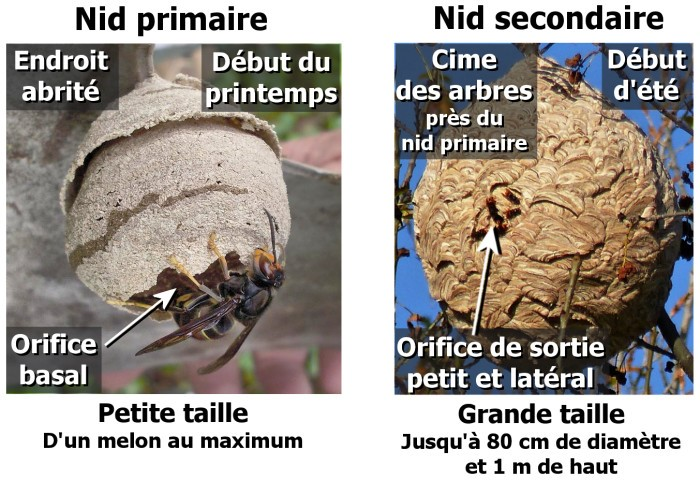 Nid primaire
Endroit
abrité
Début du
printemps
Orifice
basal
Petite taille
D'un melon au maximum
Nid secondaire
Cime
des arbres
près du
nid primaire
Début
d'été
Orifice de sortie
petit et latéral
Grande taille
Jusqu'à 80 cm de diamètre
et 1 m de haut